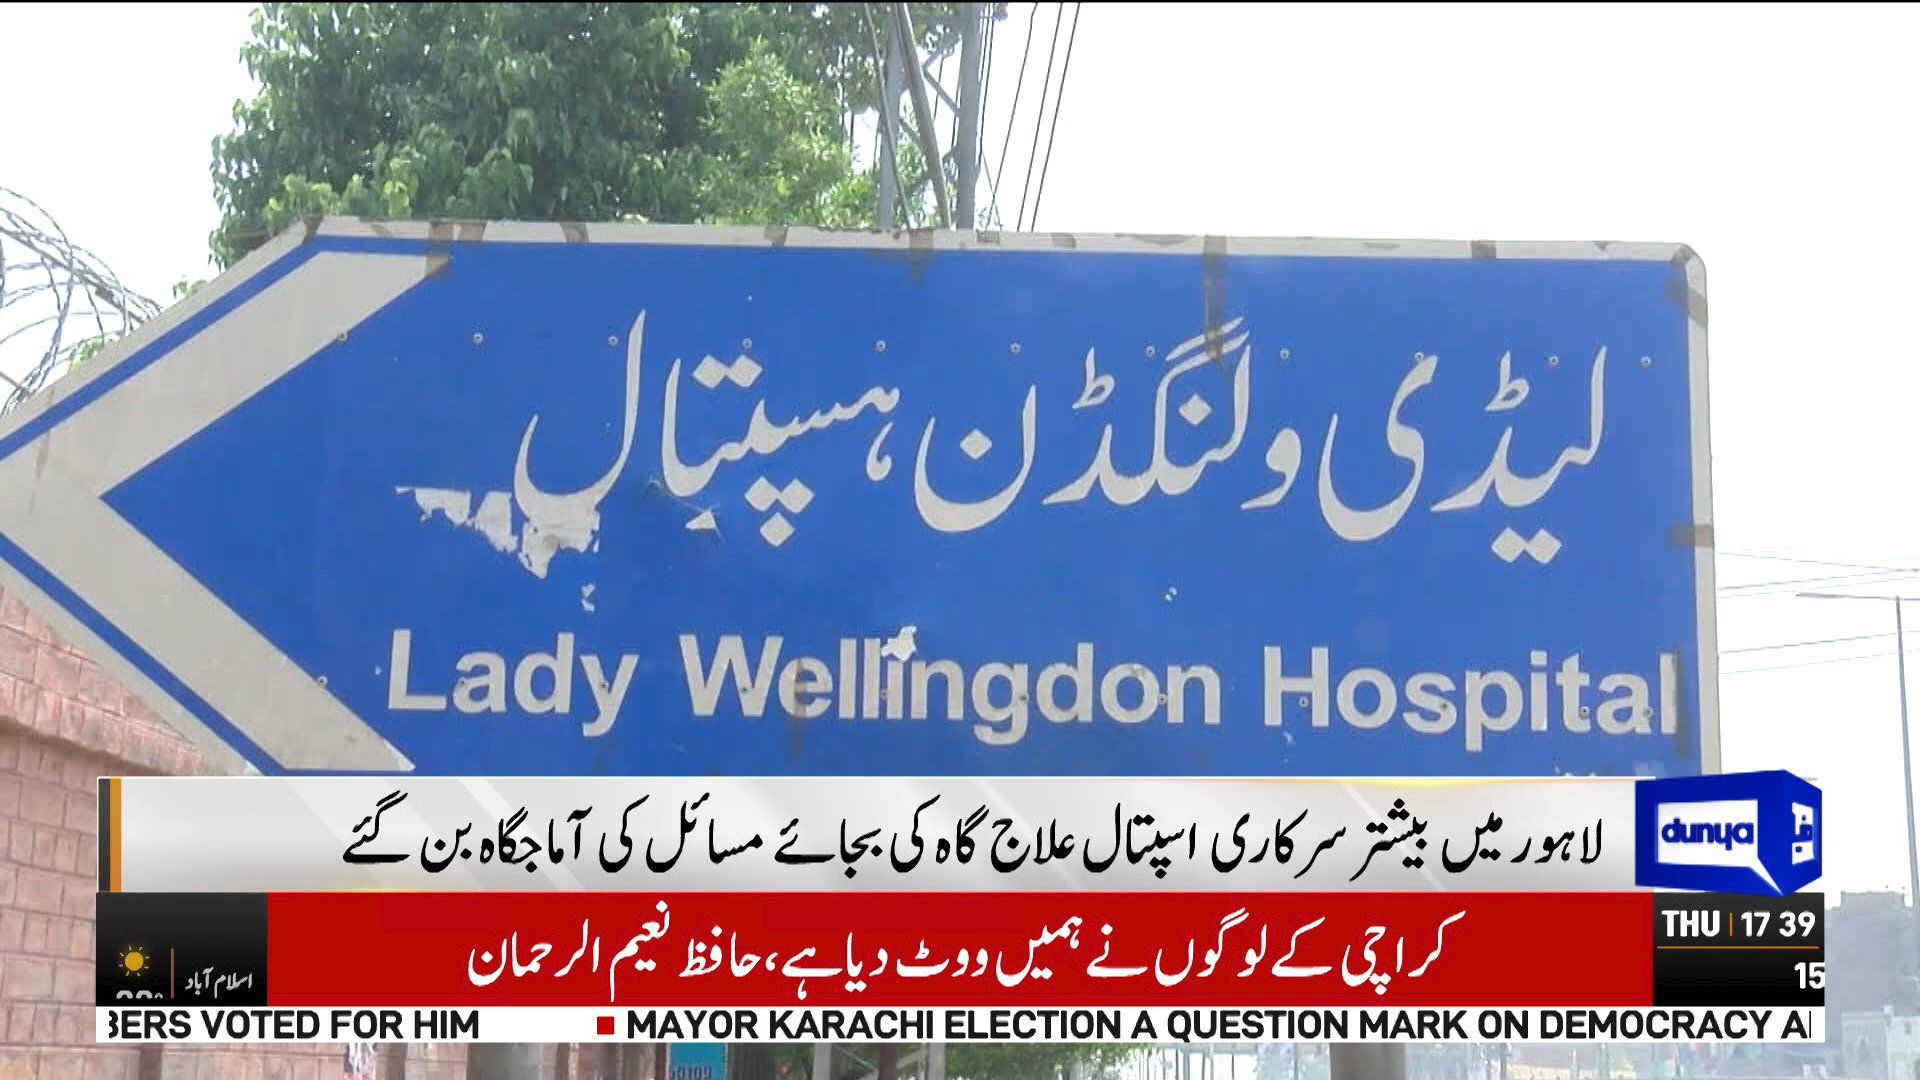 لیڈی ولنگڈن ہسپتال
Lady Wellingdon Hospital
لاہور میں بیشتر سرکاری اسپتال علاج گاہ کی بجائے مسائل کی آماجگاہ بن گئے
dunya
THU 17 39
15
کراچی کے لوگوں نے ہمیں ووٹ دیا ہے، حافظ نعیم الرحمان
اسلام آباد
BERS VOTED FOR HIM ■ MAYOR KARACHI ELECTION A QUESTION MARK ON DEMOCRACY